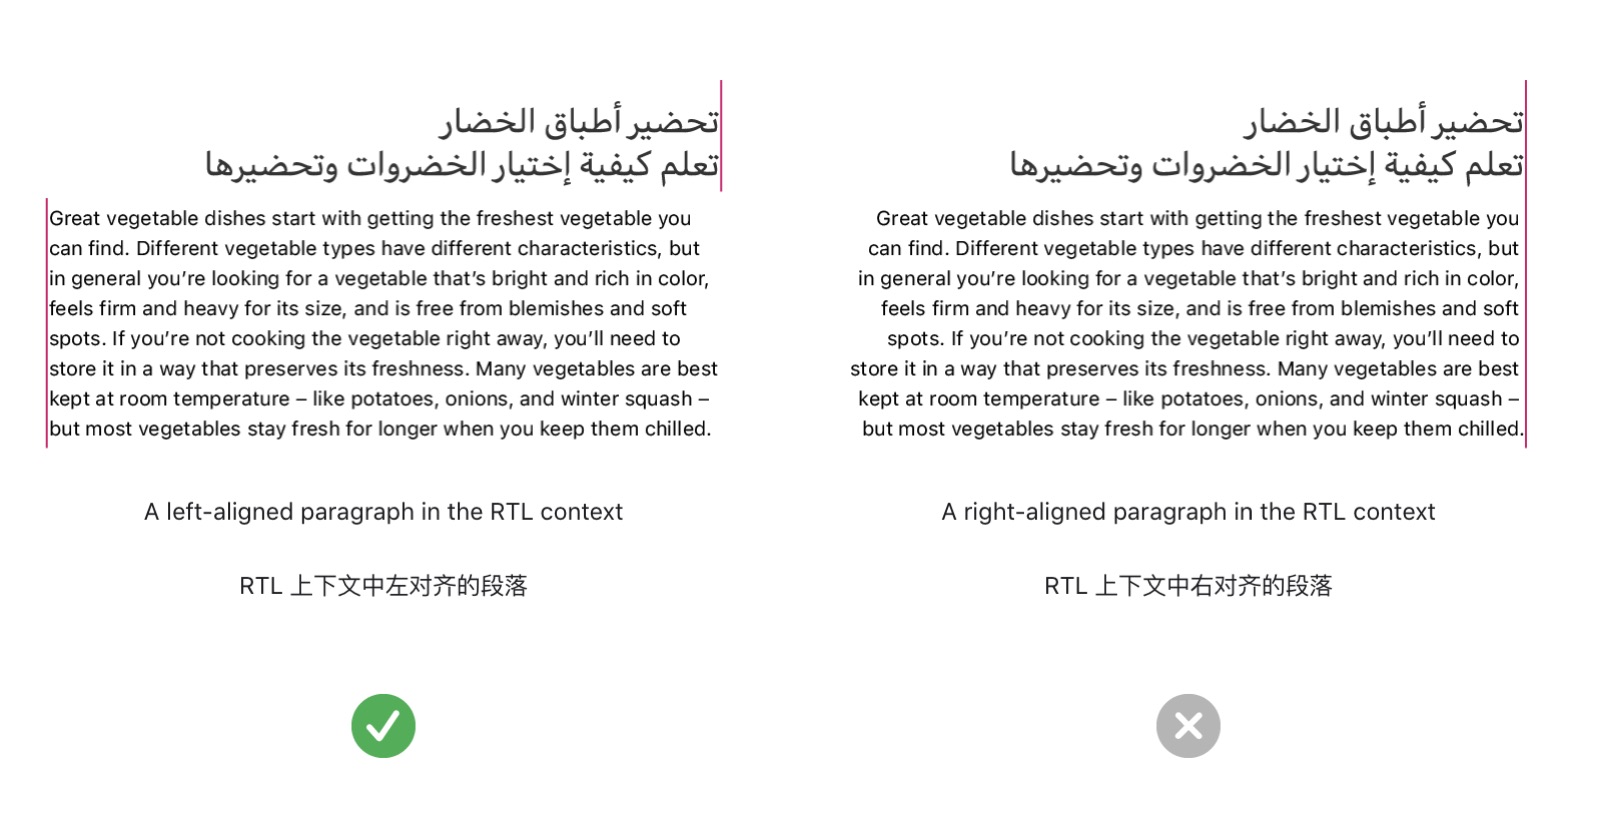 تحضير أطباق الخضار
تعلم كيفية إختيار الخضروات وتحضيرها
Great vegetable dishes start with getting the freshest vegetable you
can find. Different vegetable types have different characteristics, but
in general you’re looking for a vegetable that’s bright and rich in color,
feels firm and heavy for its size, and is free from blemishes and soft
spots. If you’re not cooking the vegetable right away, you’ll need to
store it in a way that preserves its freshness. Many vegetables are best
kept at room temperature – like potatoes, onions, and winter squash –
but most vegetables stay fresh for longer when you keep them chilled.
A left-aligned paragraph in the RTL context
RTL 上下文中左对齐的段落
تحضير أطباق الخضار
تعلم كيفية إختيار الخضروات وتحضيرها
Great vegetable dishes start with getting the freshest vegetable you
can find. Different vegetable types have different characteristics, but
in general you’re looking for a vegetable that’s bright and rich in color,
feels firm and heavy for its size, and is free from blemishes and soft
spots. If you’re not cooking the vegetable right away, you’ll need to
store it in a way that preserves its freshness. Many vegetables are best
kept at room temperature – like potatoes, onions, and winter squash –
but most vegetables stay fresh for longer when you keep them chilled.
A right-aligned paragraph in the RTL context
RTL 上下文中右对齐的段落